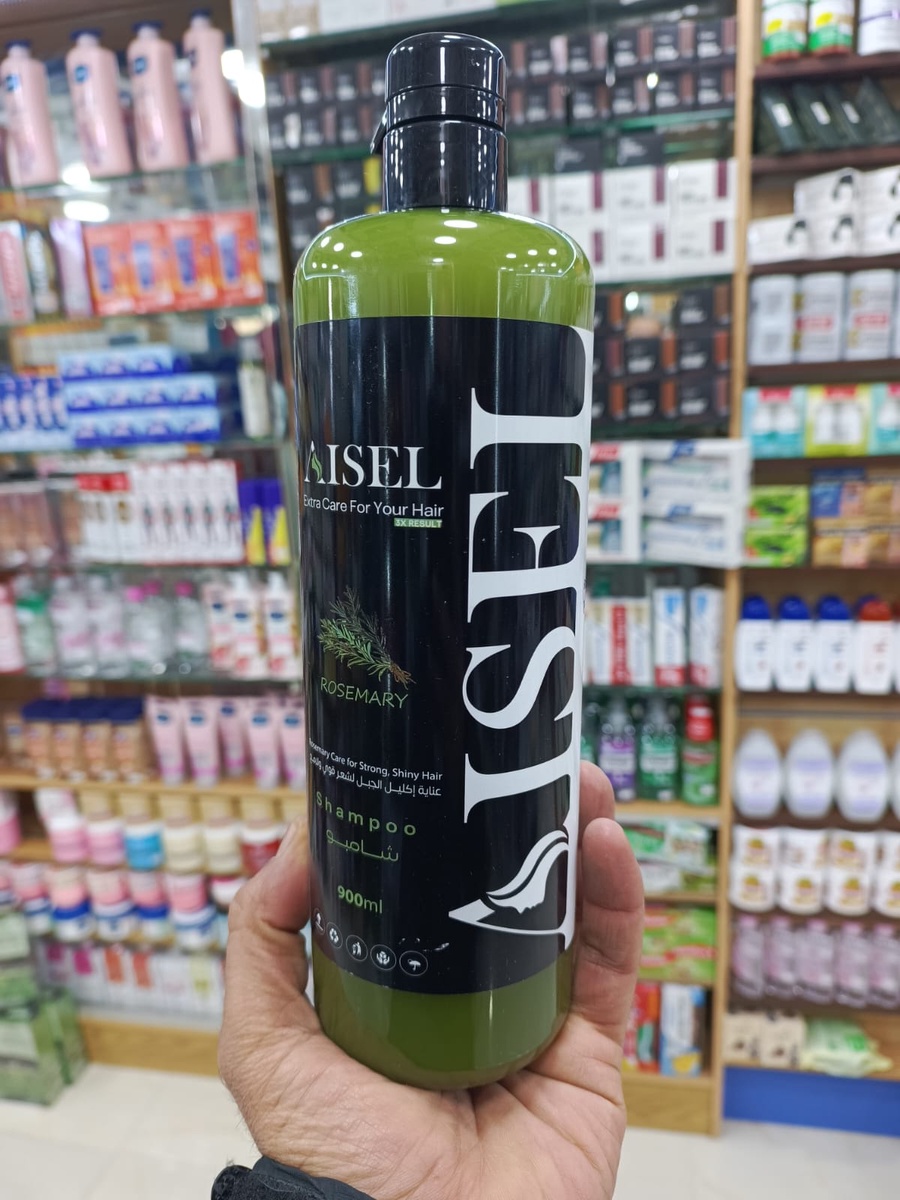 AISEL
Extra Care For Your Hair
3X RESULT
ROSEMARY
Rosemary Care for Strong, Shiny Hair
عناية إكليل الجبل لشعر قوي
Shampoo
شامبو
900ml
AISEL